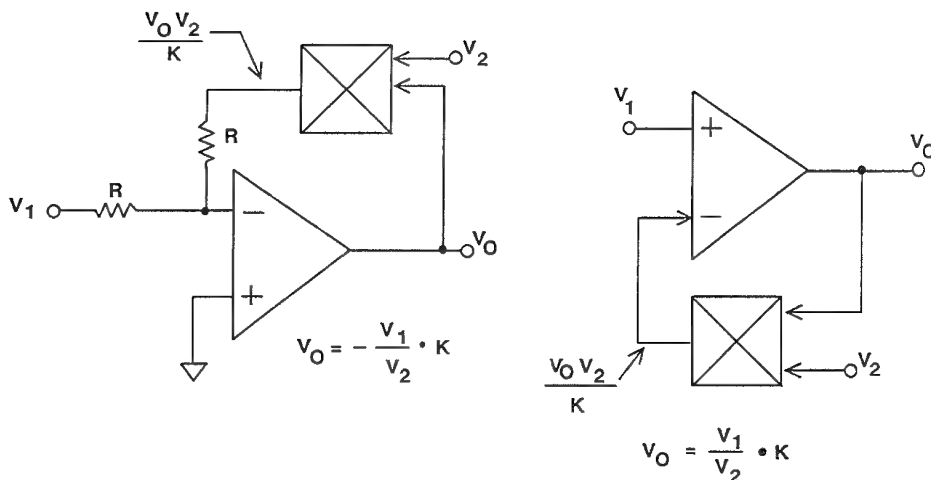 V_O V_2 / K
V_2
R
R
V_1
−
+
V_O
V_O = − V_1 / V_2 • K
V_1
+
−
V_O
V_2
V_O V_2 / K
V_O = V_1 / V_2 • K